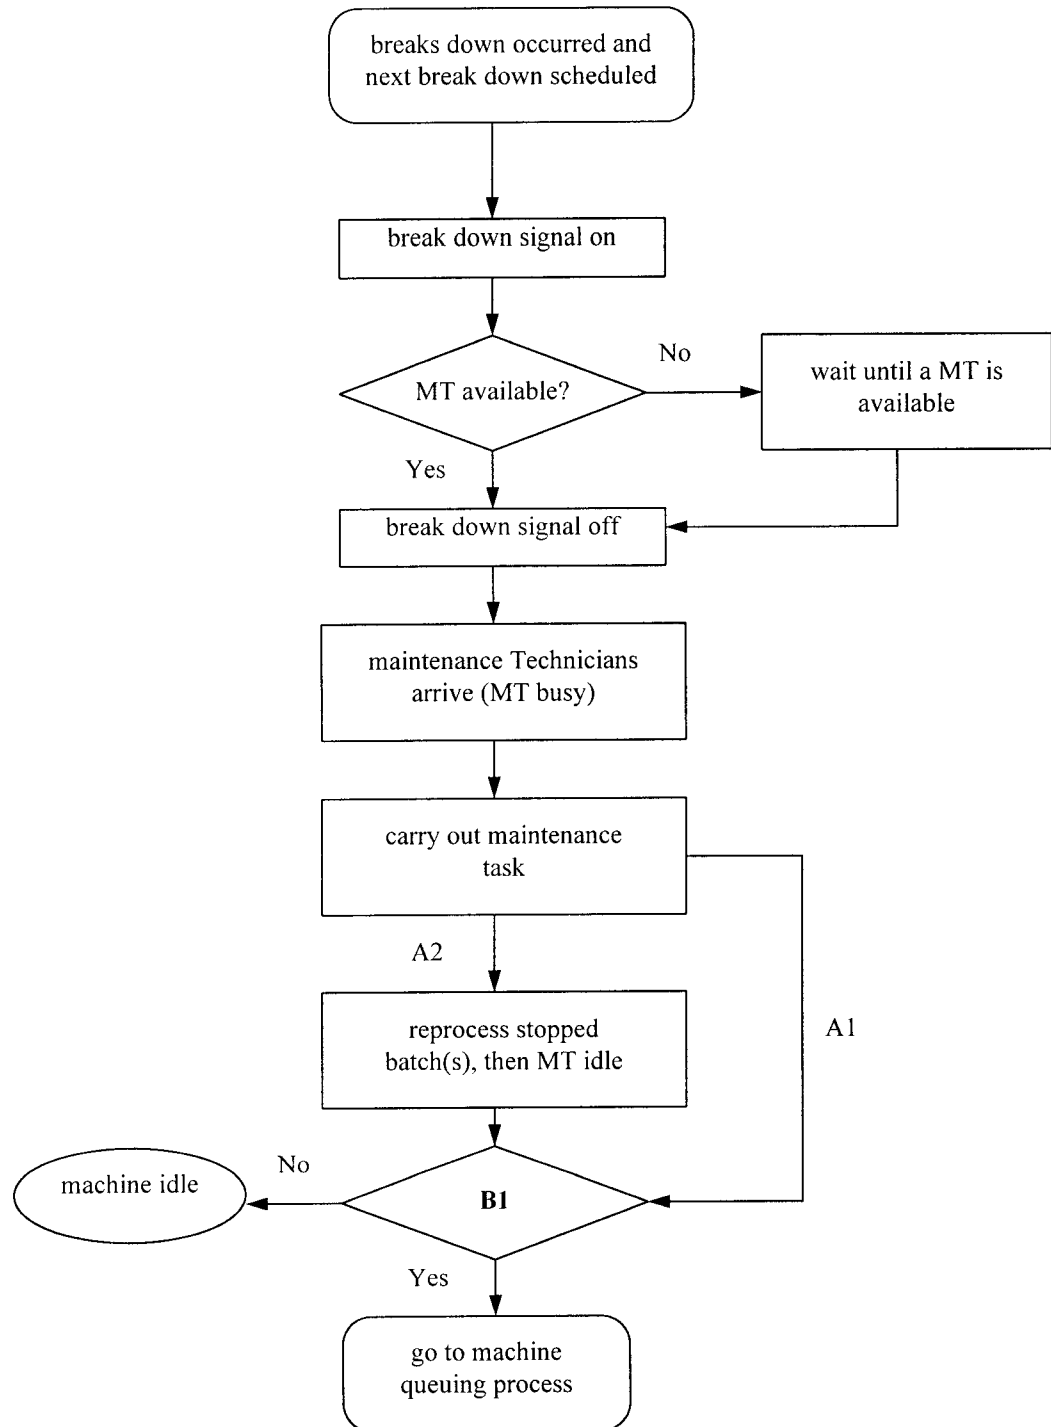 breaks down occurred and
next break down scheduled
break down signal on
MT available?
No
wait until a MT is
available
Yes
break down signal off
maintenance Technicians
arrive (MT busy)
carry out maintenance
task
A2
A1
reprocess stopped
batch(s), then MT idle
machine idle
No
B1
Yes
go to machine
queuing process